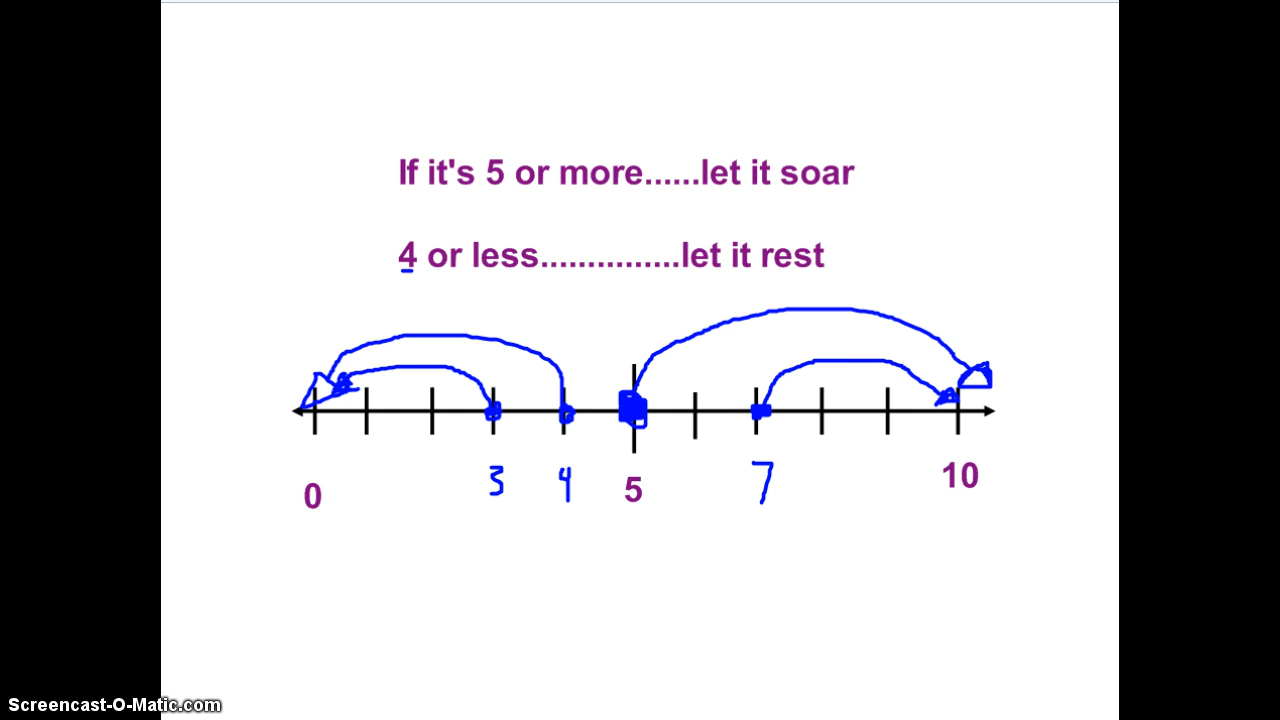 If it's 5 or more......let it soar
4 or less...............let it rest
0 3 4 5 7 10
Screencast-O-Matic.com